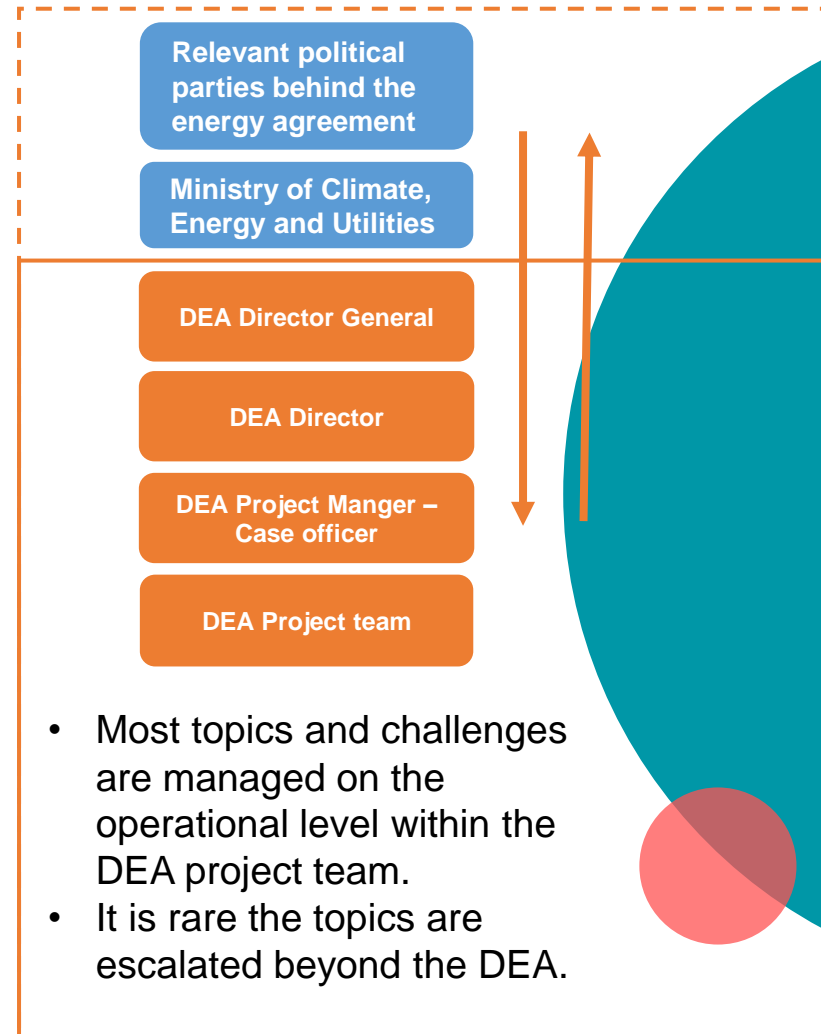 Relevant political
parties behind the
energy agreement
Ministry of Climate,
Energy and Utilities
DEA Director General
DEA Director
DEA Project Manger –
Case officer
DEA Project team
• Most topics and challenges
are managed on the
operational level within the
DEA project team.
• It is rare the topics are
escalated beyond the DEA.